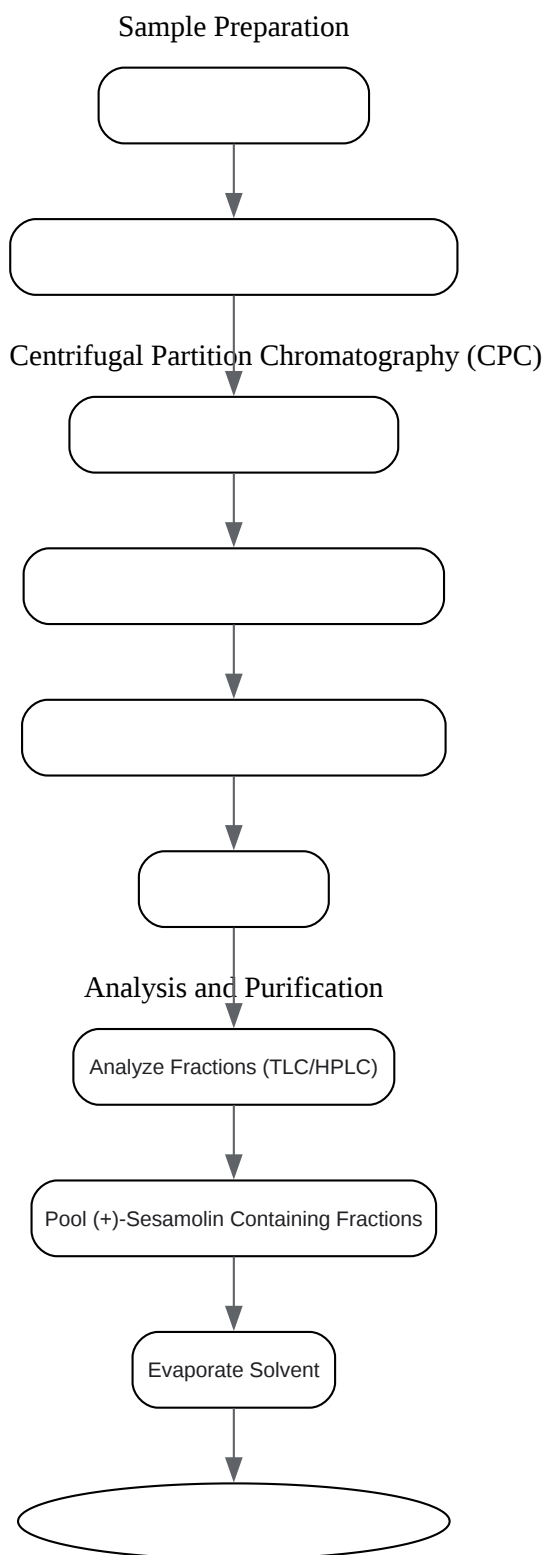 Sample Preparation
Centrifugal Partition Chromatography (CPC)
Analysis and Purification
Analyze Fractions (TLC/HPLC)
Pool (+)-Sesamolin Containing Fractions
Evaporate Solvent